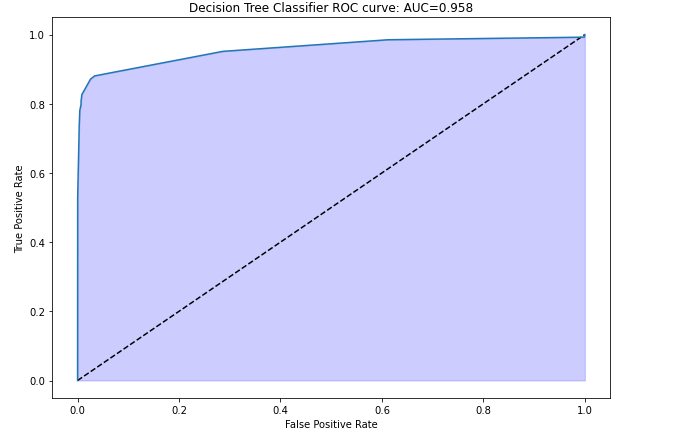 Decision Tree Classifier ROC curve: AUC=0.958
1.0
0.8
0.6
0.4
0.2
0.0
True Positive Rate
0.0 0.2 0.4 0.6 0.8 1.0
False Positive Rate